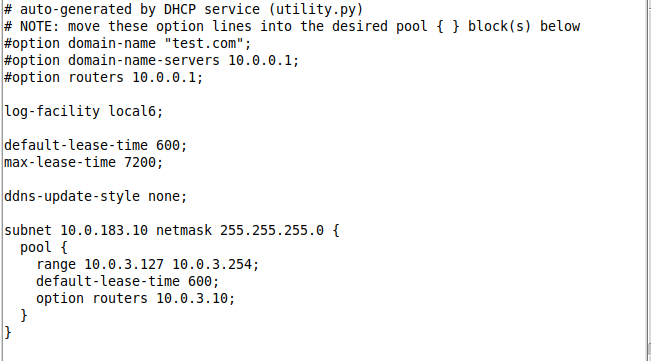 # auto-generated by DHCP service (utility.py)
# NOTE: move these option lines into the desired pool { } block(s) below
#option domain-name "test.com";
#option domain-name-servers 10.0.0.1;
#option routers 10.0.0.1;

log-facility local6;

default-lease-time 600;
max-lease-time 7200;

ddns-update-style none;

subnet 10.0.183.10 netmask 255.255.255.0 {
  pool {
    range 10.0.3.127 10.0.3.254;
    default-lease-time 600;
    option routers 10.0.3.10;
  }
}